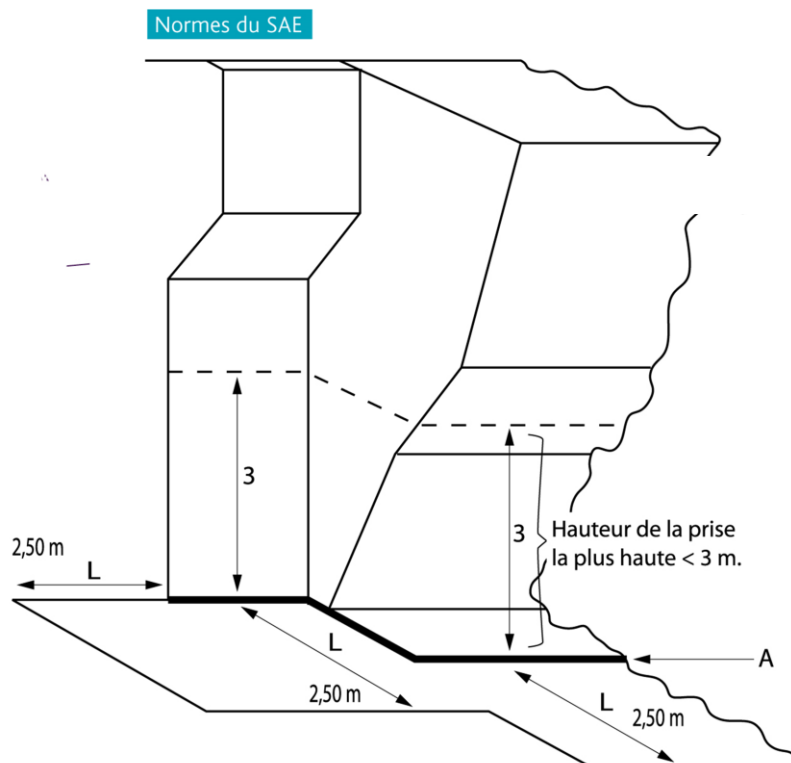 Normes du SAE
3
3
Hauteur de la prise
la plus haute < 3 m.
2,50 m
L
L
2,50 m
A
L
2,50 m